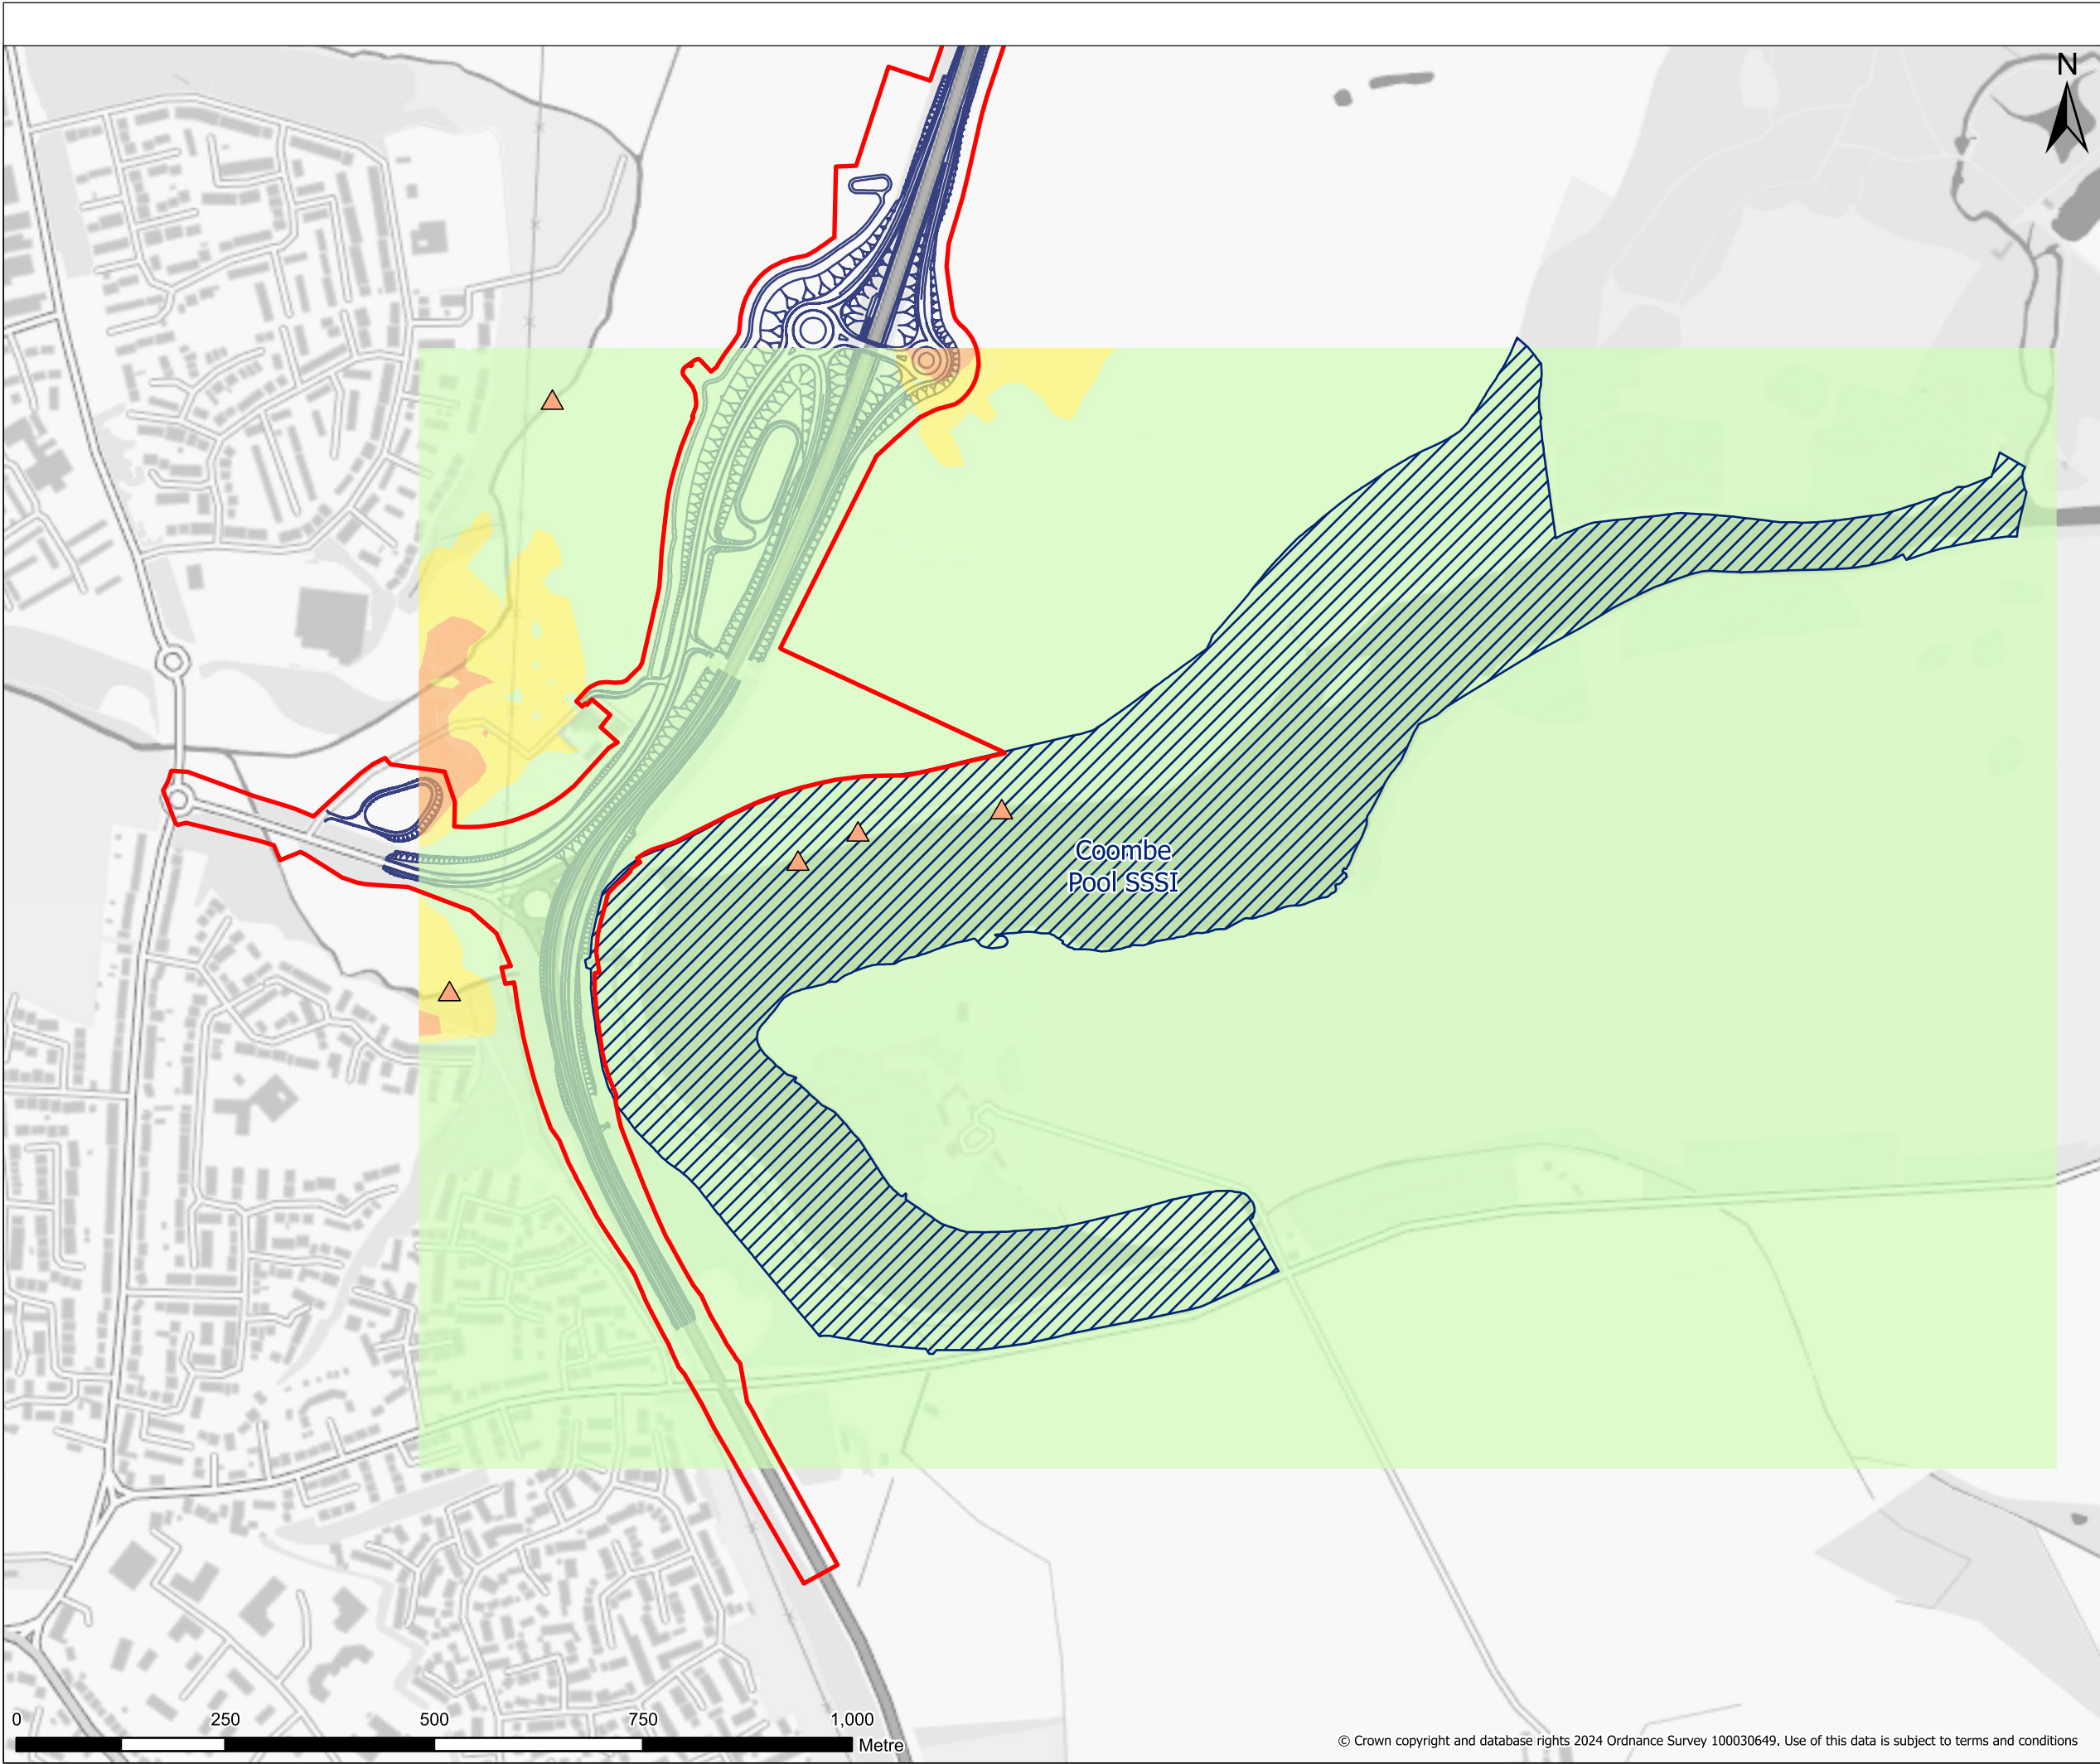 N
Coombe
Pool SSSI
0 250 500 750 1,000
Metre
© Crown copyright and database rights 2024 Ordnance Survey 100030649. Use of this data is subject to terms and conditions